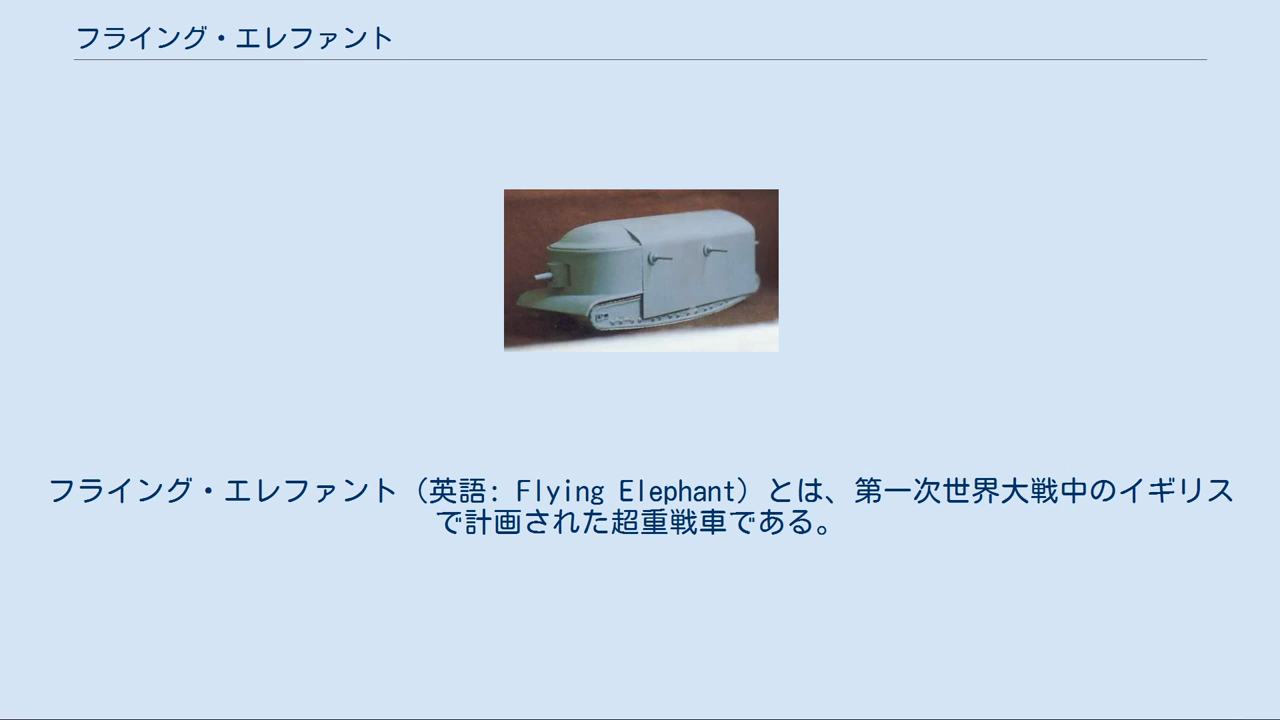 フライング・エレファント
フライング・エレファント（英語: Flying Elephant）とは、第一次世界大戦中のイギリス
で計画された超重戦車である。